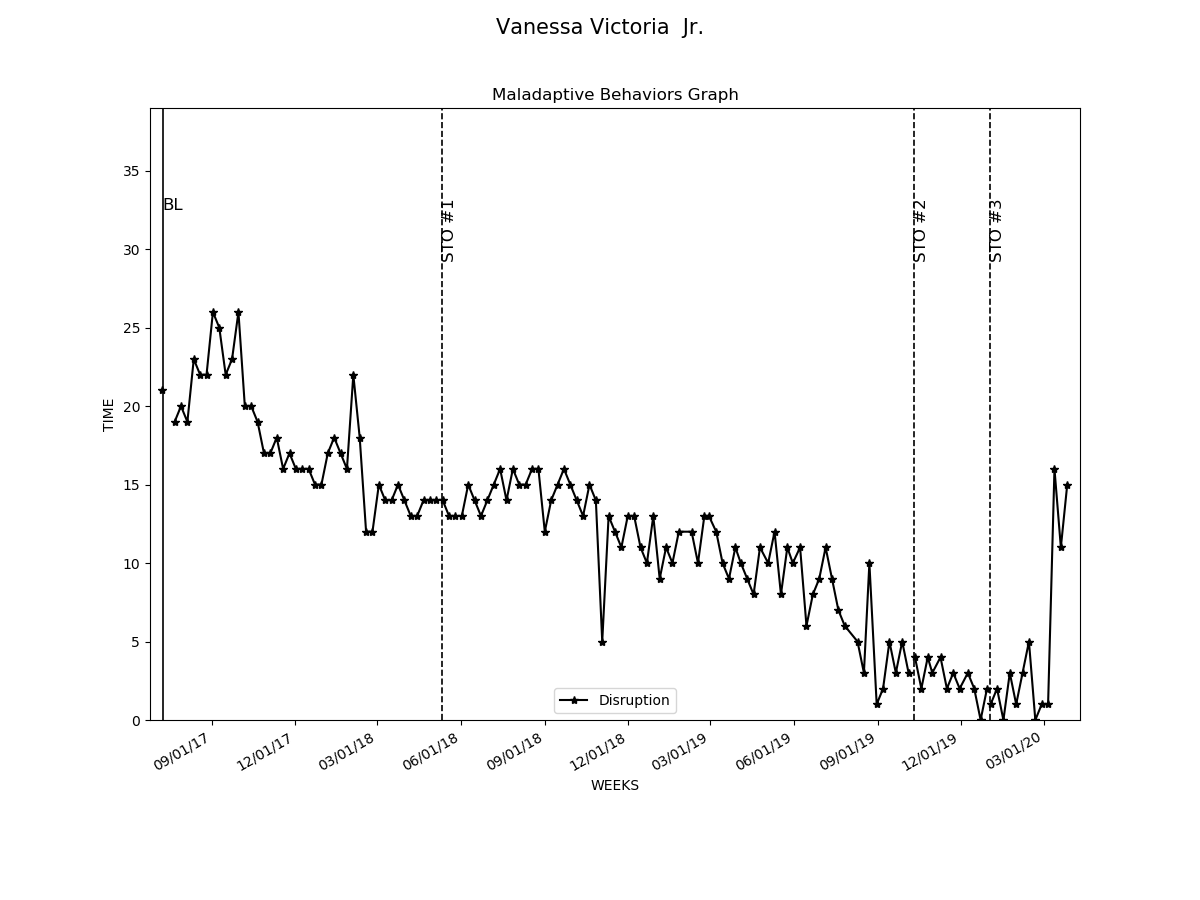 Vanessa Victoria  Jr.
Maladaptive Behaviors Graph
35
30
25
20
15
10
5
0
TIME
BL
STO #1
STO #2
STO #3
Disruption
09/01/17
12/01/17
03/01/18
06/01/18
09/01/18
12/01/18
03/01/19
06/01/19
09/01/19
12/01/19
03/01/20
WEEKS